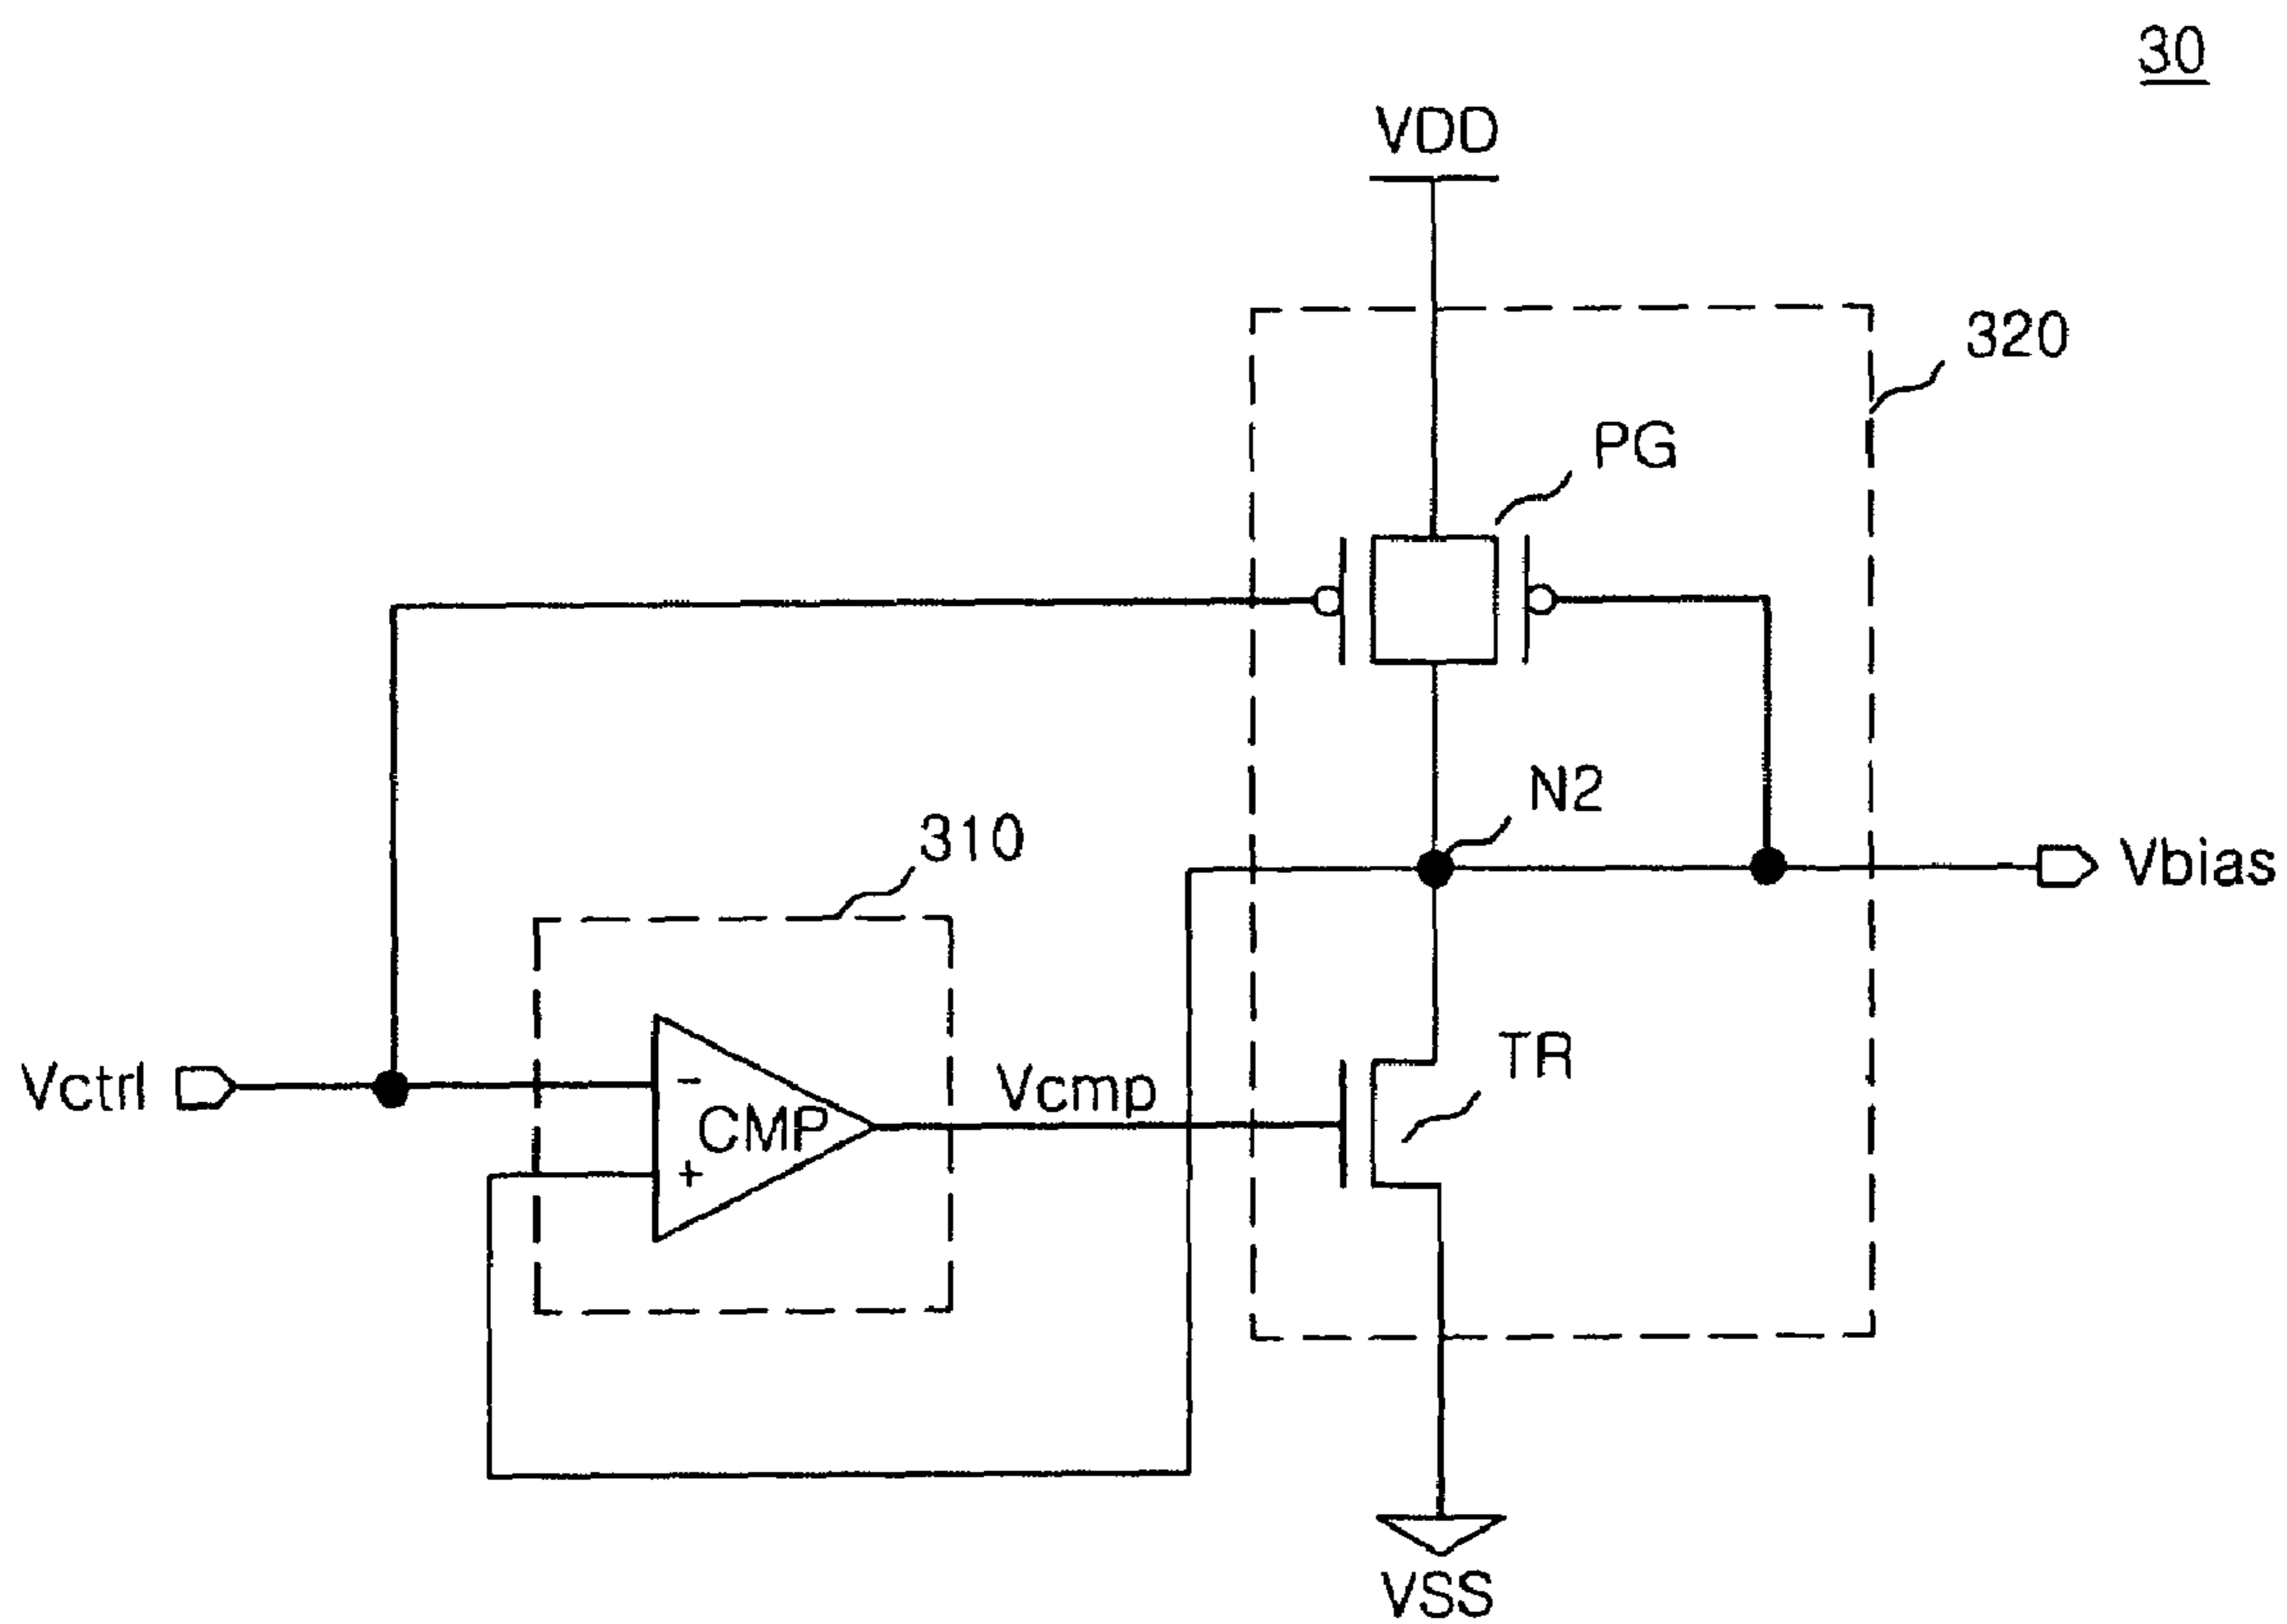 30
VDD
320
PG
N2
310
Vbias
Vctrl
-
CMP
+
Vcmp
TR
VSS